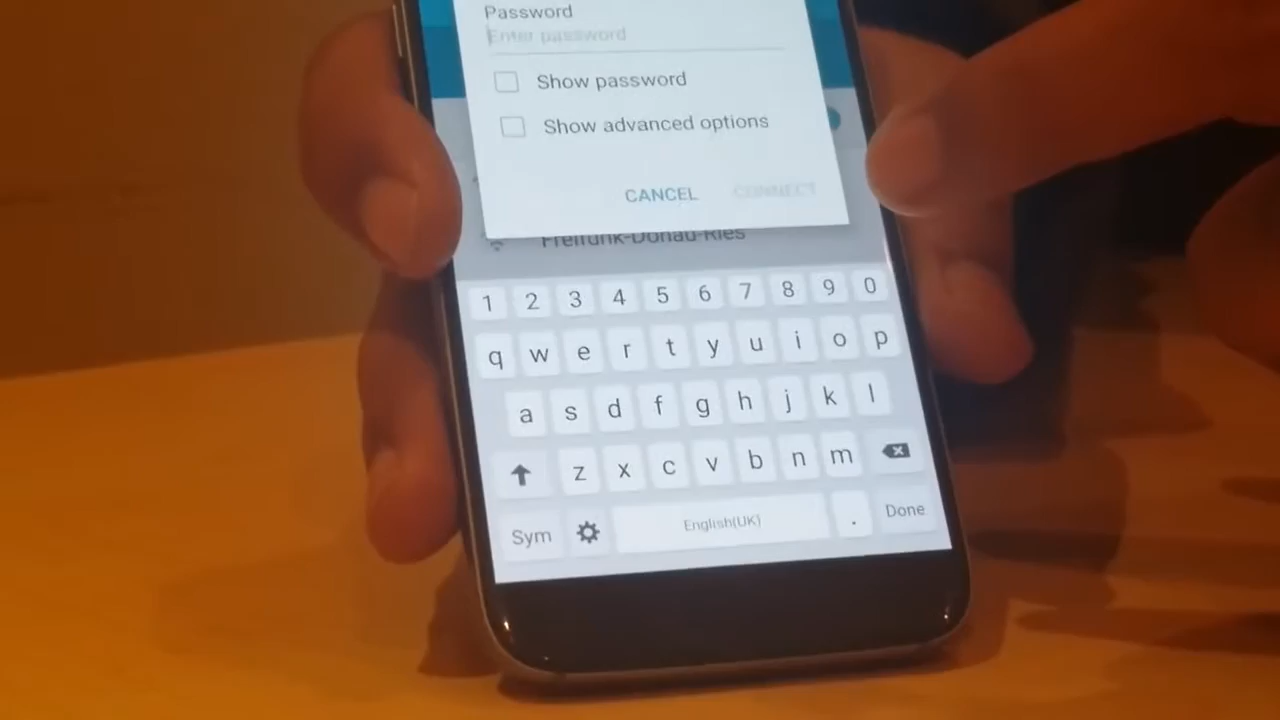 Password
Enter password
Show password
Show advanced options
CANCEL CONNECT
Freifunk-Donau-Ries
1 2 3 4 5 6 7 8 9 0
q w e r t y u i o p
a s d f g h j k l
z x c v b n m
Sym English(UK) . Done